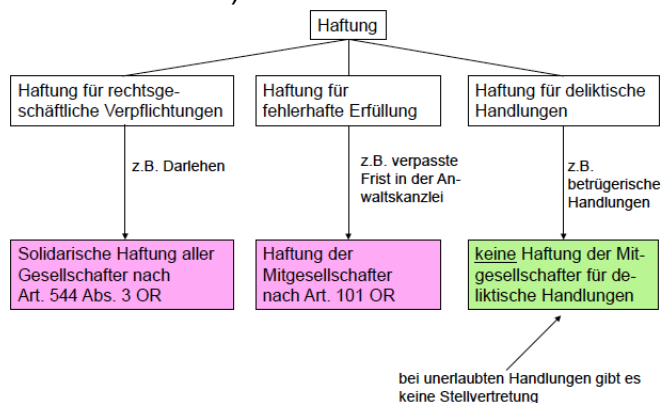 Haftung
Haftung für rechtsge-
schäftliche Verpflichtungen
Haftung für
fehlerhafte Erfüllung
Haftung für deliktische
Handlungen
z.B. Darlehen
z.B. verpasste
Frist in der An-
waltskanzlei
z.B.
betrügerische
Handlungen
Solidarische Haftung aller
Gesellschafter nach
Art. 544 Abs. 3 OR
Haftung der
Mitgesellschafter
nach Art. 101 OR
keine Haftung der Mit-
gesellschafter für de-
liktische Handlungen
bei unerlaubten Handlungen gibt es
keine Stellvertretung